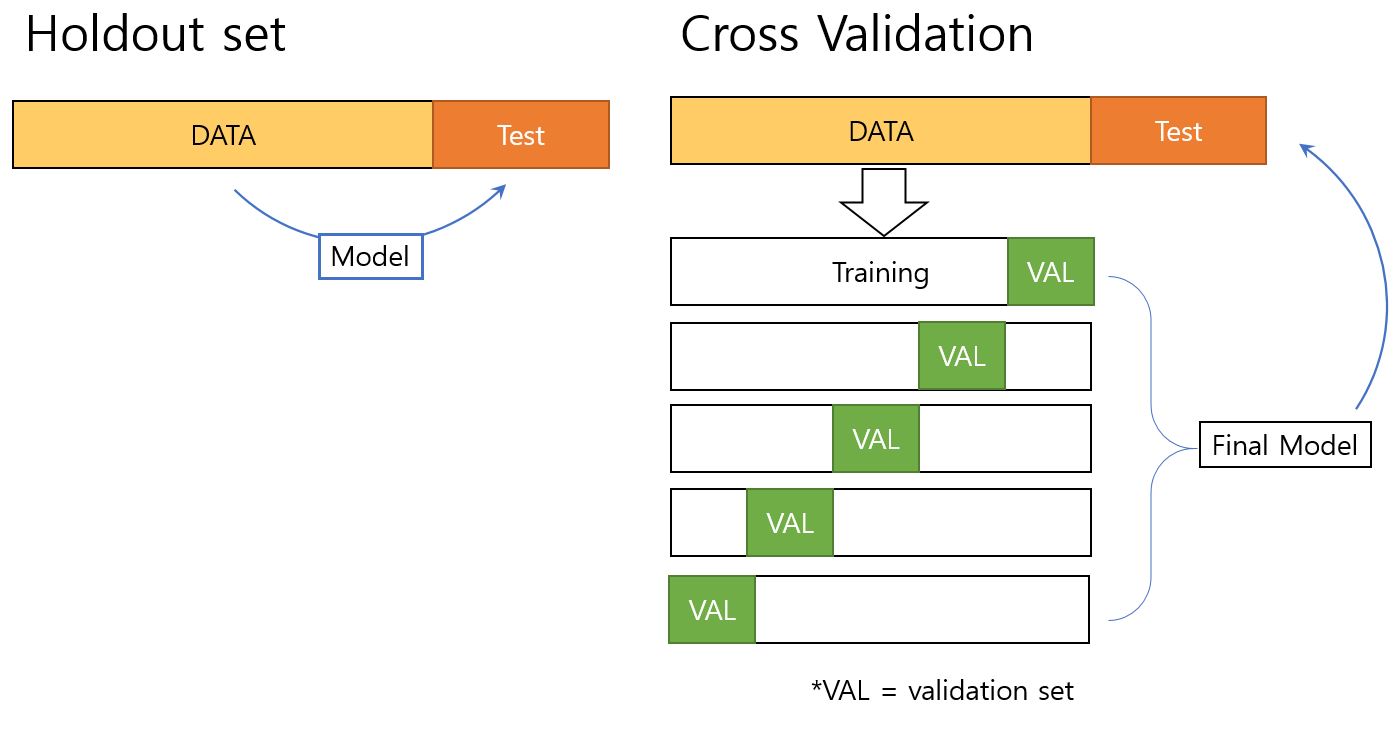 Holdout set
DATA
Test
Model
Cross Validation
DATA
Test
Training
VAL
VAL
VAL
VAL
VAL
Final Model
*VAL = validation set